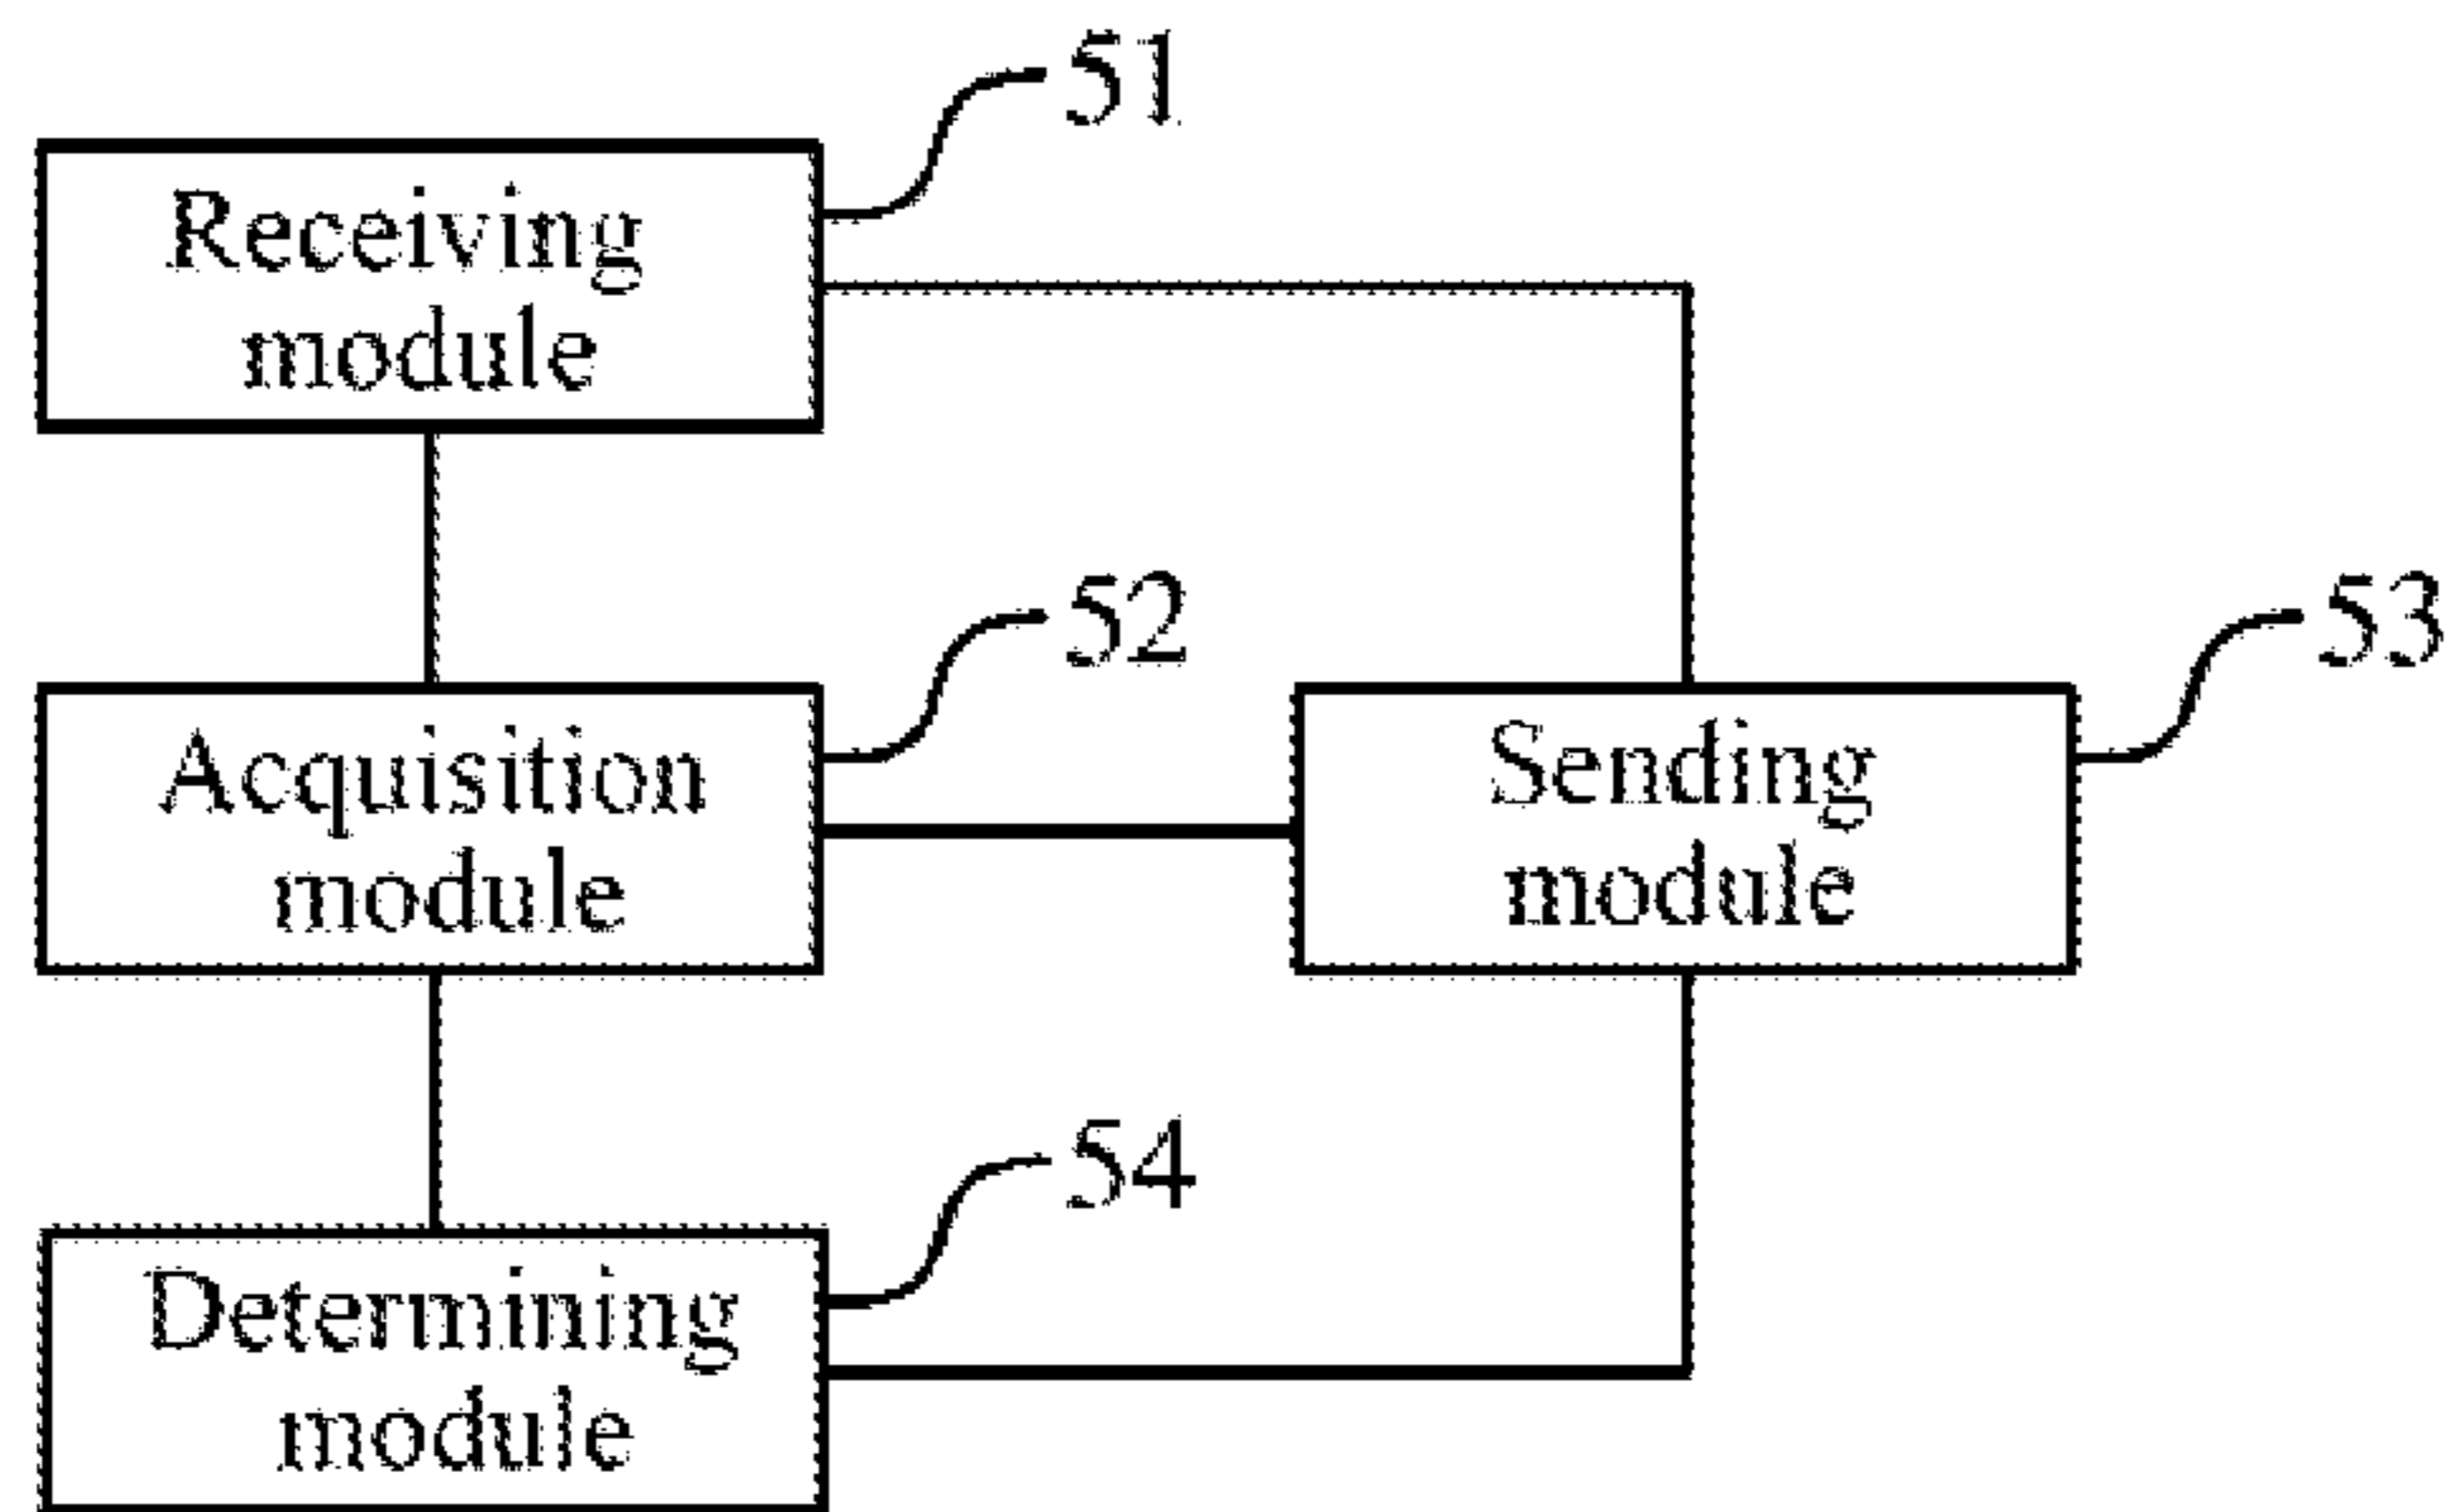 51
Receiving
module
52
53
Acquisition
module
Sending
module
54
Determining
module